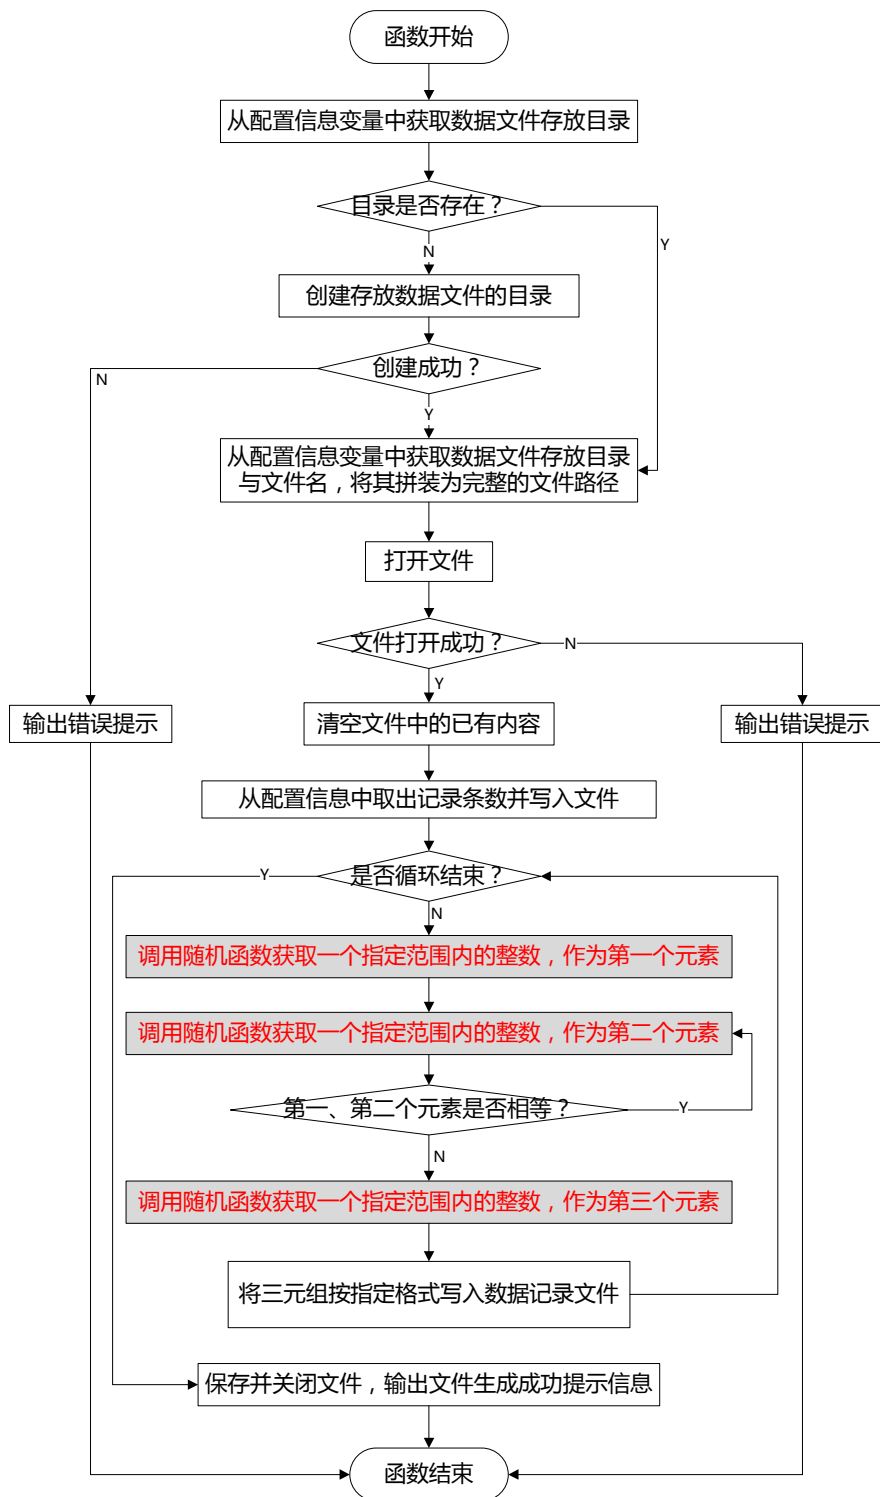 函数开始
从配置信息变量中获取数据文件存放目录
目录是否存在？
Y
N
创建存放数据文件的目录
创建成功？
N
Y
从配置信息变量中获取数据文件存放目录
与文件名，将其拼装为完整的文件路径
打开文件
文件打开成功？
N
Y
输出错误提示
清空文件中的已有内容
输出错误提示
从配置信息中取出记录条数并写入文件
是否循环结束？
Y
N
调用随机函数获取一个指定范围内的整数，作为第一个元素
调用随机函数获取一个指定范围内的整数，作为第二个元素
第一、第二个元素是否相等？
Y
N
调用随机函数获取一个指定范围内的整数，作为第三个元素
将三元组按指定格式写入数据记录文件
保存并关闭文件，输出文件生成成功提示信息
函数结束